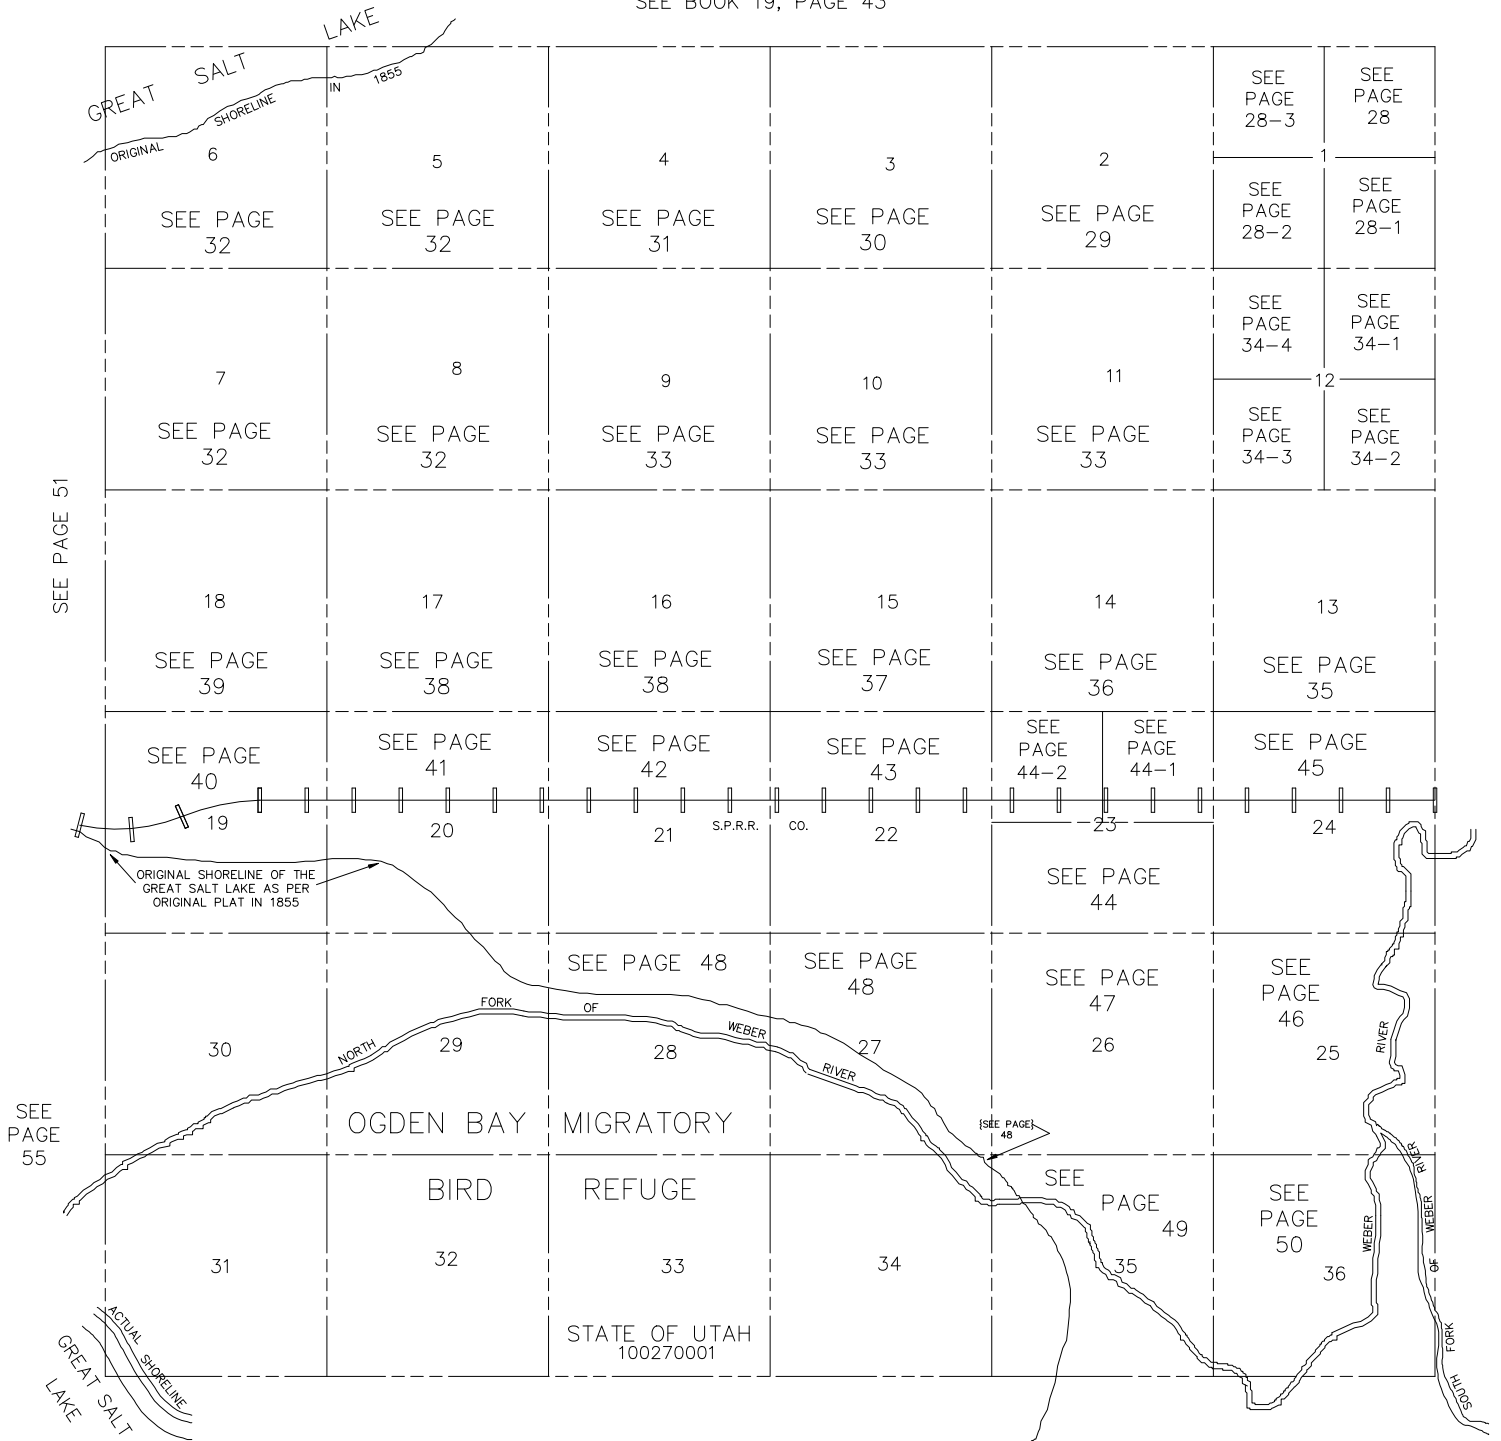 SEE BOOK 19, PAGE 43
GREAT SALT LAKE
ORIGINAL SHORELINE IN 1855
6
SEE PAGE
32
5
SEE PAGE
32
4
SEE PAGE
31
3
SEE PAGE
30
2
SEE PAGE
29
SEE
PAGE
28-3
SEE
PAGE
28
1
SEE
PAGE
28-2
SEE
PAGE
28-1
7
SEE PAGE
32
8
SEE PAGE
32
9
SEE PAGE
33
10
SEE PAGE
33
11
SEE PAGE
33
SEE
PAGE
34-4
SEE
PAGE
34-1
12
SEE
PAGE
34-3
SEE
PAGE
34-2
SEE PAGE 51
18
SEE PAGE
39
17
SEE PAGE
38
16
SEE PAGE
38
15
SEE PAGE
37
14
SEE PAGE
36
13
SEE PAGE
35
SEE PAGE
40
19
SEE PAGE
41
20
SEE PAGE
42
21
S.P.R.R. CO.
SEE PAGE
43
22
SEE
PAGE
44-2
SEE
PAGE
44-1
23
SEE PAGE
44
SEE PAGE
45
24
ORIGINAL SHORELINE OF THE
GREAT SALT LAKE AS PER
ORIGINAL PLAT IN 1855
30
29
SEE PAGE 48
28
SEE PAGE
48
27
SEE PAGE
47
26
SEE
PAGE
46
25
NORTH FORK OF WEBER RIVER
RIVER
SEE
PAGE
55
OGDEN BAY MIGRATORY
BIRD REFUGE
{SEE PAGE}
48
31
32
33
34
SEE
PAGE
49
35
SEE
PAGE
50
36
WEBER
RIVER
WEBER
OF
FORK
SOUTH
STATE OF UTAH
100270001
ACTUAL SHORELINE
GREAT SALT
LAKE